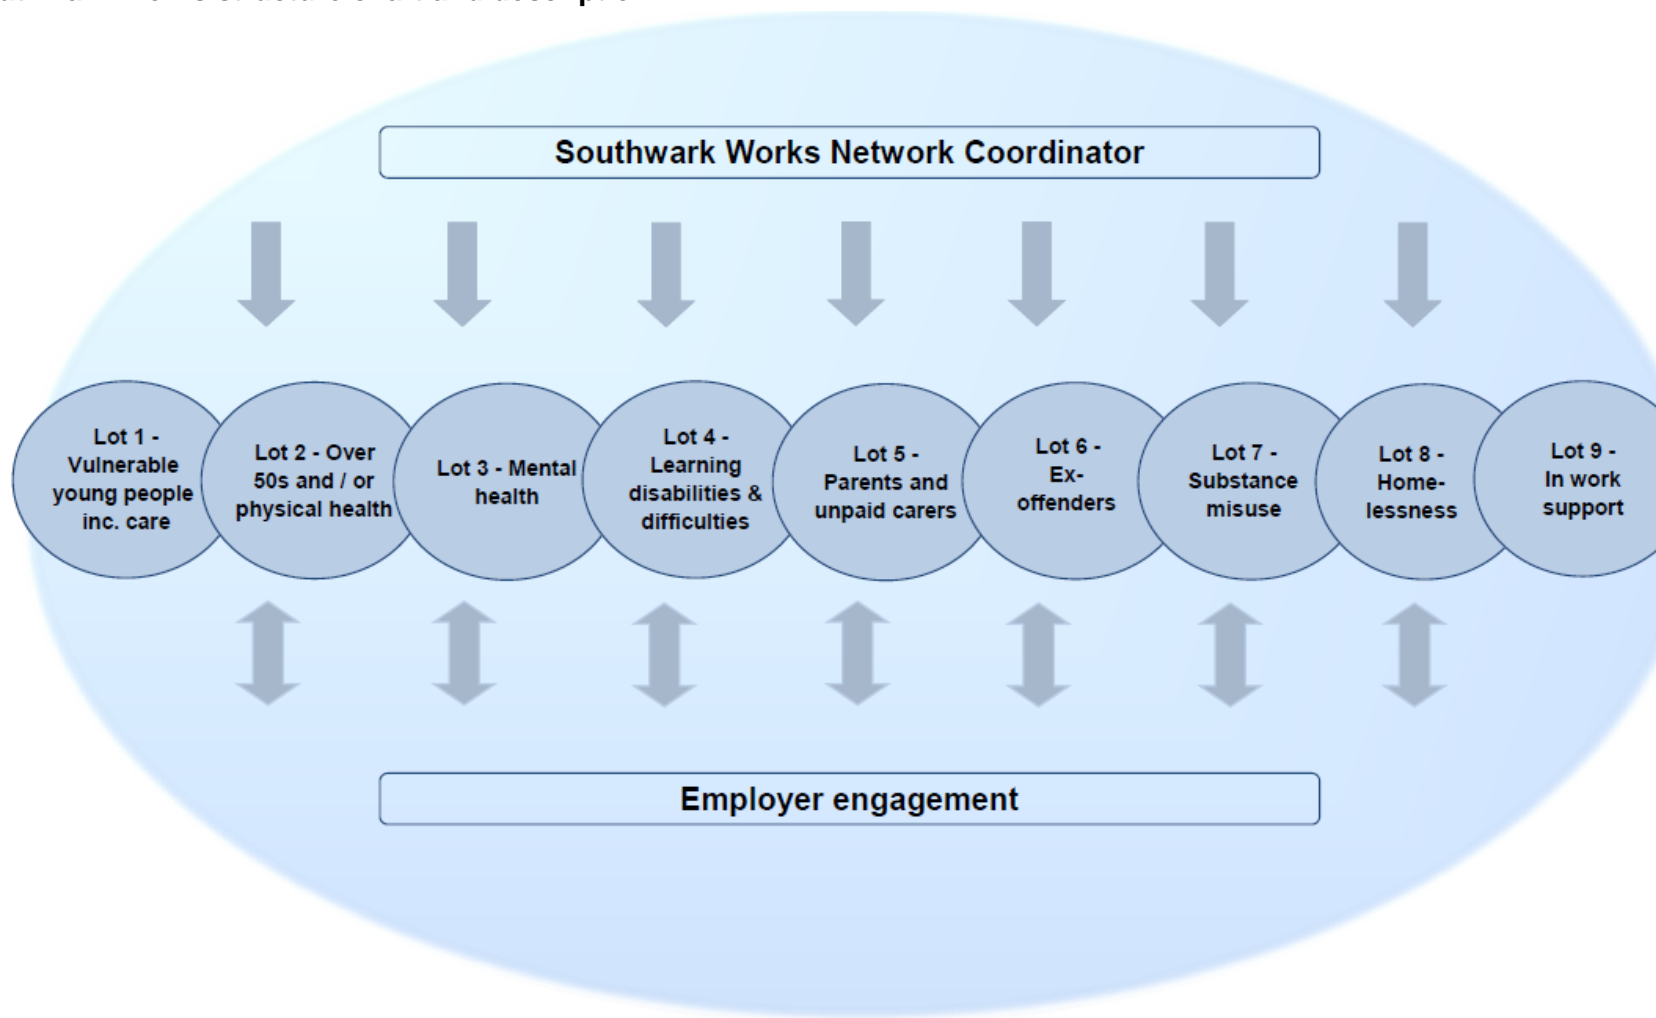 Southwark Works Network Coordinator
Lot 1 -
Vulnerable
young people
inc. care
Lot 2 - Over
50s and / or
physical health
Lot 3 - Mental
health
Lot 4 -
Learning
disabilities &
difficulties
Lot 5 -
Parents and
unpaid carers
Lot 6 -
Ex-
offenders
Lot 7 -
Substance
misuse
Lot 8 -
Home-
lessness
Lot 9 -
In work
support
Employer engagement